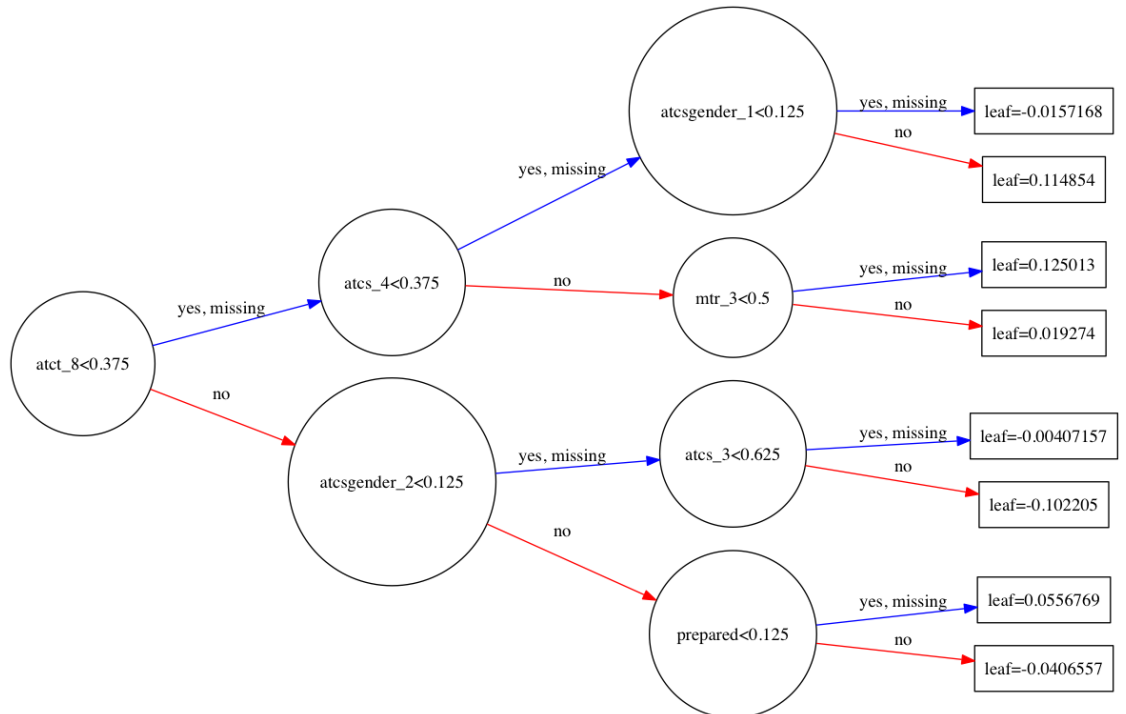 atcsgender_1<0.125
yes, missing
leaf=-0.0157168
no
leaf=0.114854
yes, missing
atcs_4<0.375
no
mtr_3<0.5
yes, missing
leaf=0.125013
no
leaf=0.019274
yes, missing
atct_8<0.375
no
atcsgender_2<0.125
yes, missing
atcs_3<0.625
yes, missing
leaf=-0.00407157
no
leaf=-0.102205
no
prepared<0.125
yes, missing
leaf=0.0556769
no
leaf=-0.0406557